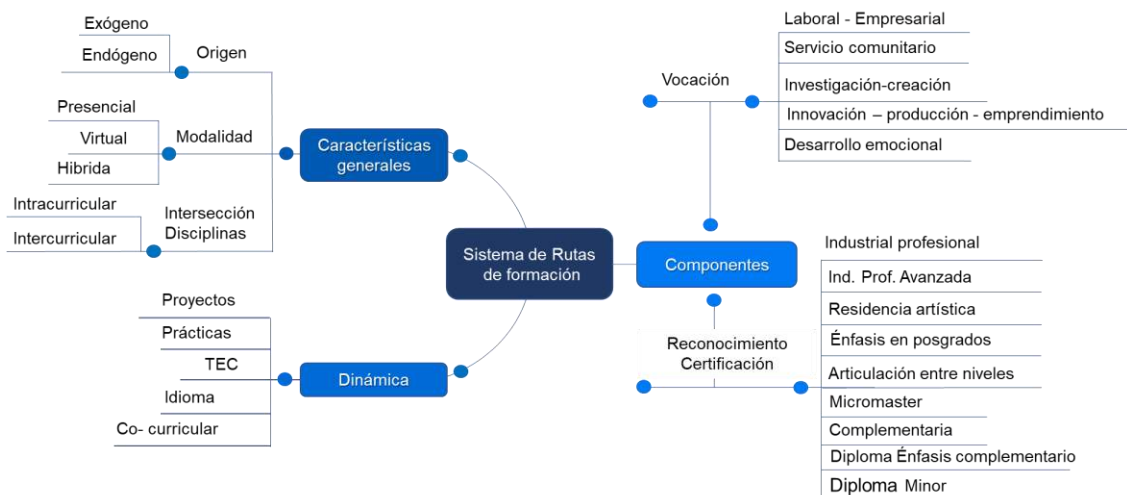 Exógeno
Endógeno
Origen
Presencial
Virtual
Hibrida
Modalidad
Intracurricular
Intercurricular
Intersección
Disciplinas
Características
generales
Proyectos
Prácticas
TEC
Idioma
Co- curricular
Dinámica
Sistema de Rutas
de formación
Componentes
Vocación
Laboral - Empresarial
Servicio comunitario
Investigación-creación
Innovación – producción - emprendimiento
Desarrollo emocional
Reconocimiento
Certificación
Industrial profesional
Ind. Prof. Avanzada
Residencia artística
Énfasis en posgrados
Articulación entre niveles
Micromaster
Complementaria
Diploma Énfasis complementario
Diploma Minor